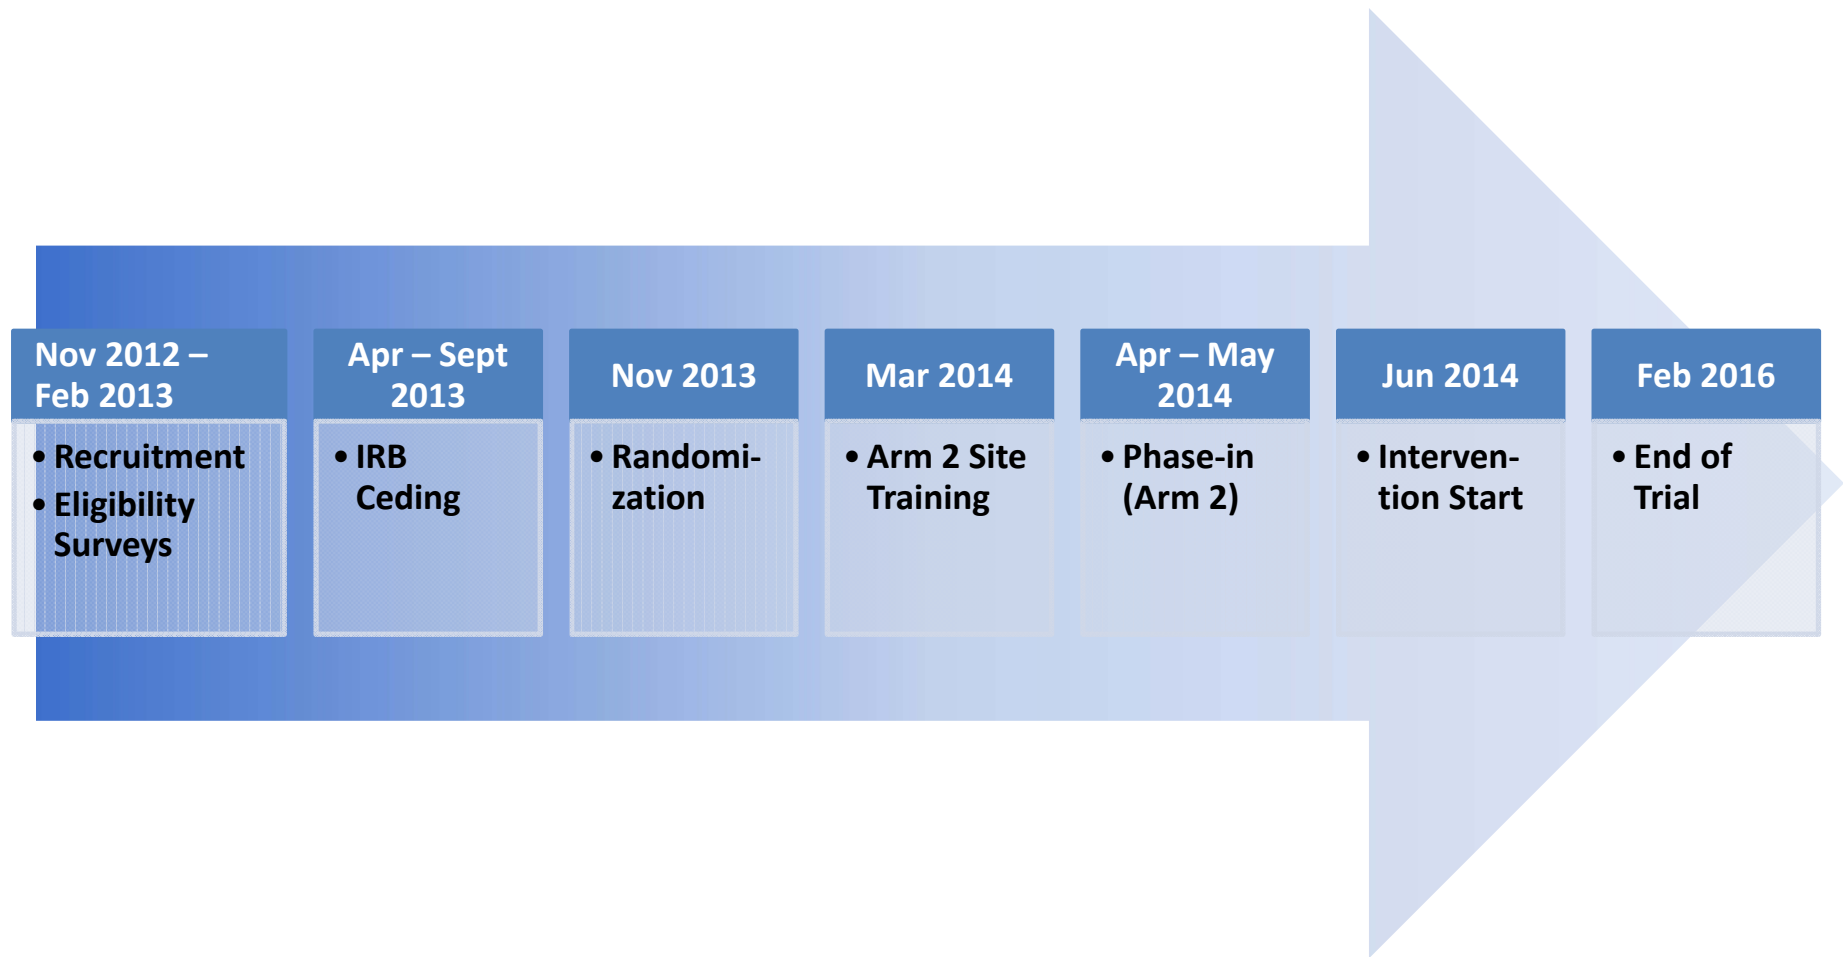 Nov 2012 –
Feb 2013
• Recruitment
• Eligibility
Surveys
Apr – Sept
2013
• IRB
Ceding
Nov 2013
• Randomi-
zation
Mar 2014
• Arm 2 Site
Training
Apr – May
2014
• Phase-in
(Arm 2)
Jun 2014
• Interven-
tion Start
Feb 2016
• End of
Trial